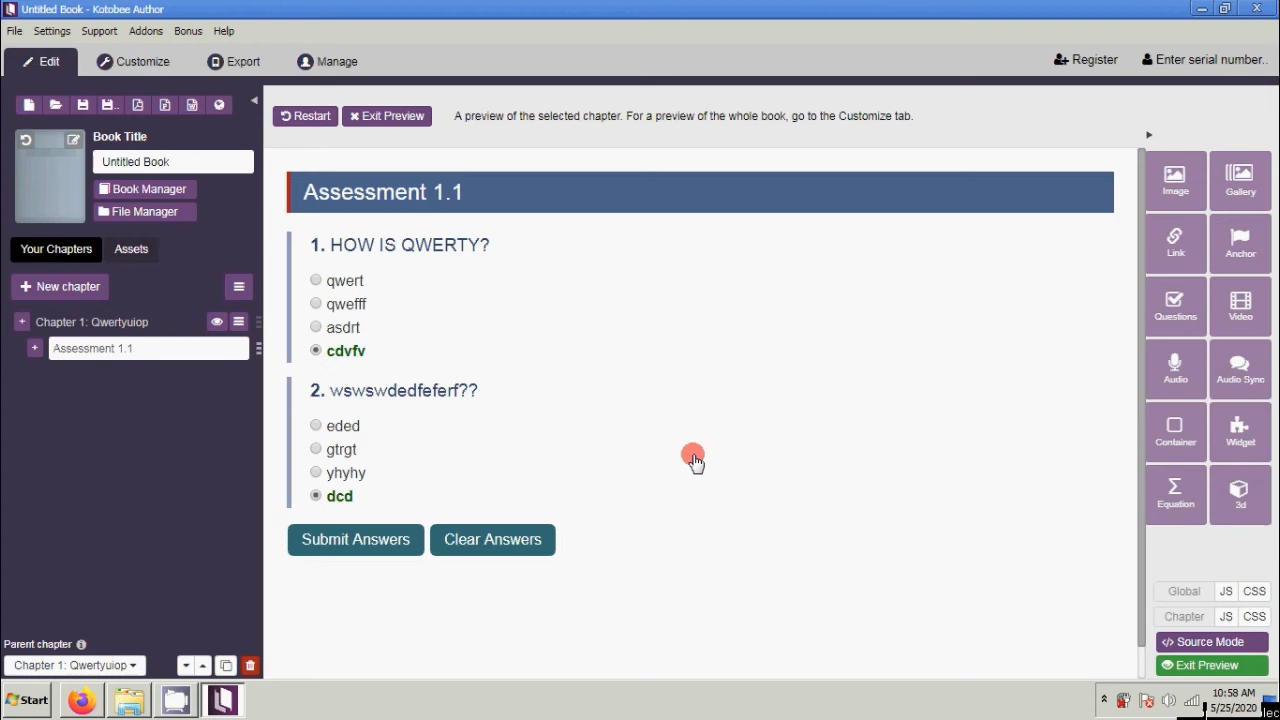 Untitled Book - Kotobee Author
File Settings Support Addons Bonus Help
Edit Customize Export Manage Register Enter serial number..
Book Title
Untitled Book
Book Manager
File Manager
Your Chapters Assets
New chapter
Chapter 1: Qwertyuiop
Assessment 1.1
Parent chapter
Chapter 1: Qwertyuiop
Restart Exit Preview A preview of the selected chapter. For a preview of the whole book, go to the Customize tab.
Assessment 1.1
1. HOW IS QWERTY?
qwert
qwefff
asdrt
cdvfv
2. wswswdedfeferf??
eded
gtrgt
yhyhy
dcd
Submit Answers Clear Answers
Image Gallery
Link Anchor
Questions Video
Audio Audio Sync
Container Widget
Equation 3d
Global JS CSS
Chapter JS CSS
Source Mode
Exit Preview
Start
10:58 AM
5/25/2020